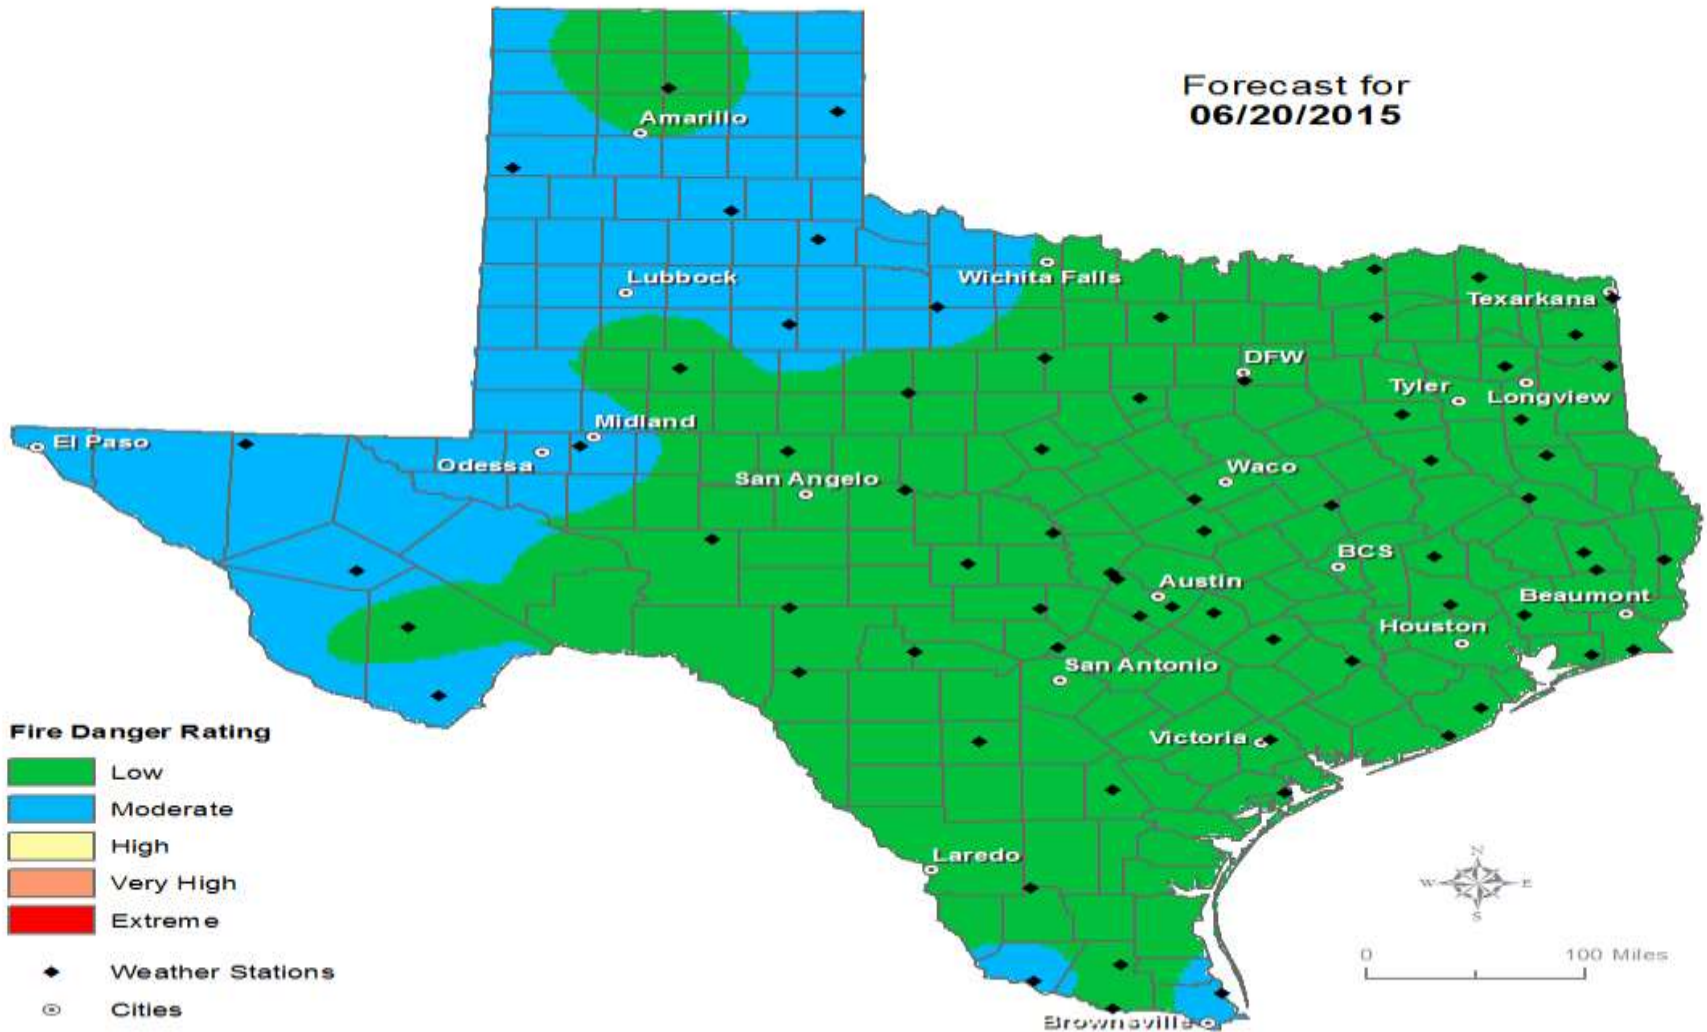 Forecast for
06/20/2015
Amarillo
Lubbock
Wichita Falls
Texarkana
DFW
Tyler
Longview
El Paso
Midland
Odessa
San Angelo
Waco
BCS
Austin
Beaumont
Houston
San Antonio
Victoria
Laredo
Brownsville
Fire Danger Rating
Low
Moderate
High
Very High
Extreme
Weather Stations
Cities
N
W E
S
0 100 Miles